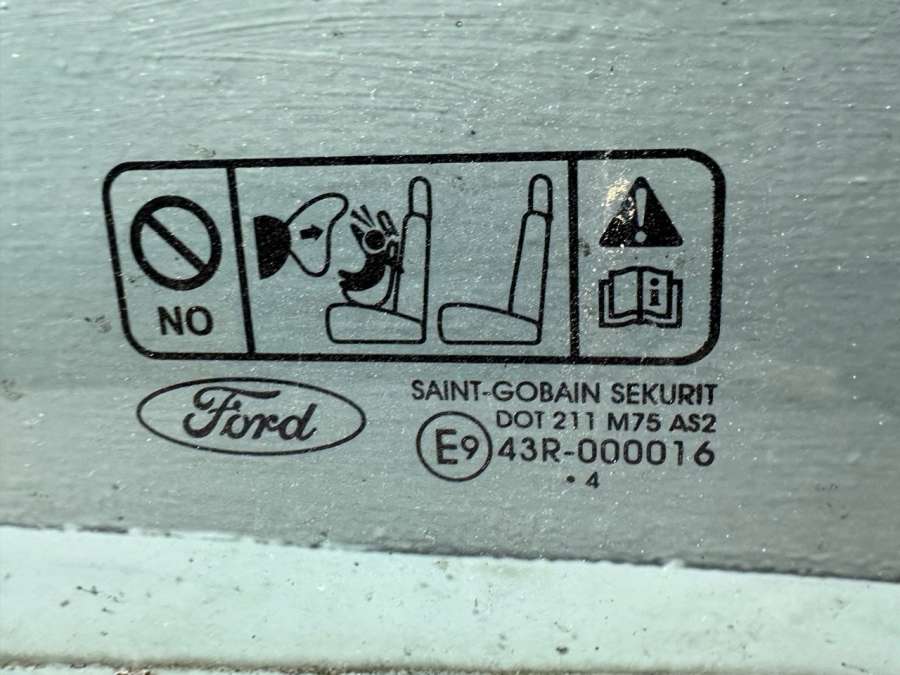 NO
i
Ford
SAINT-GOBAIN SEKURIT
DOT 211 M75 AS2
E9 43R-000016
. 4